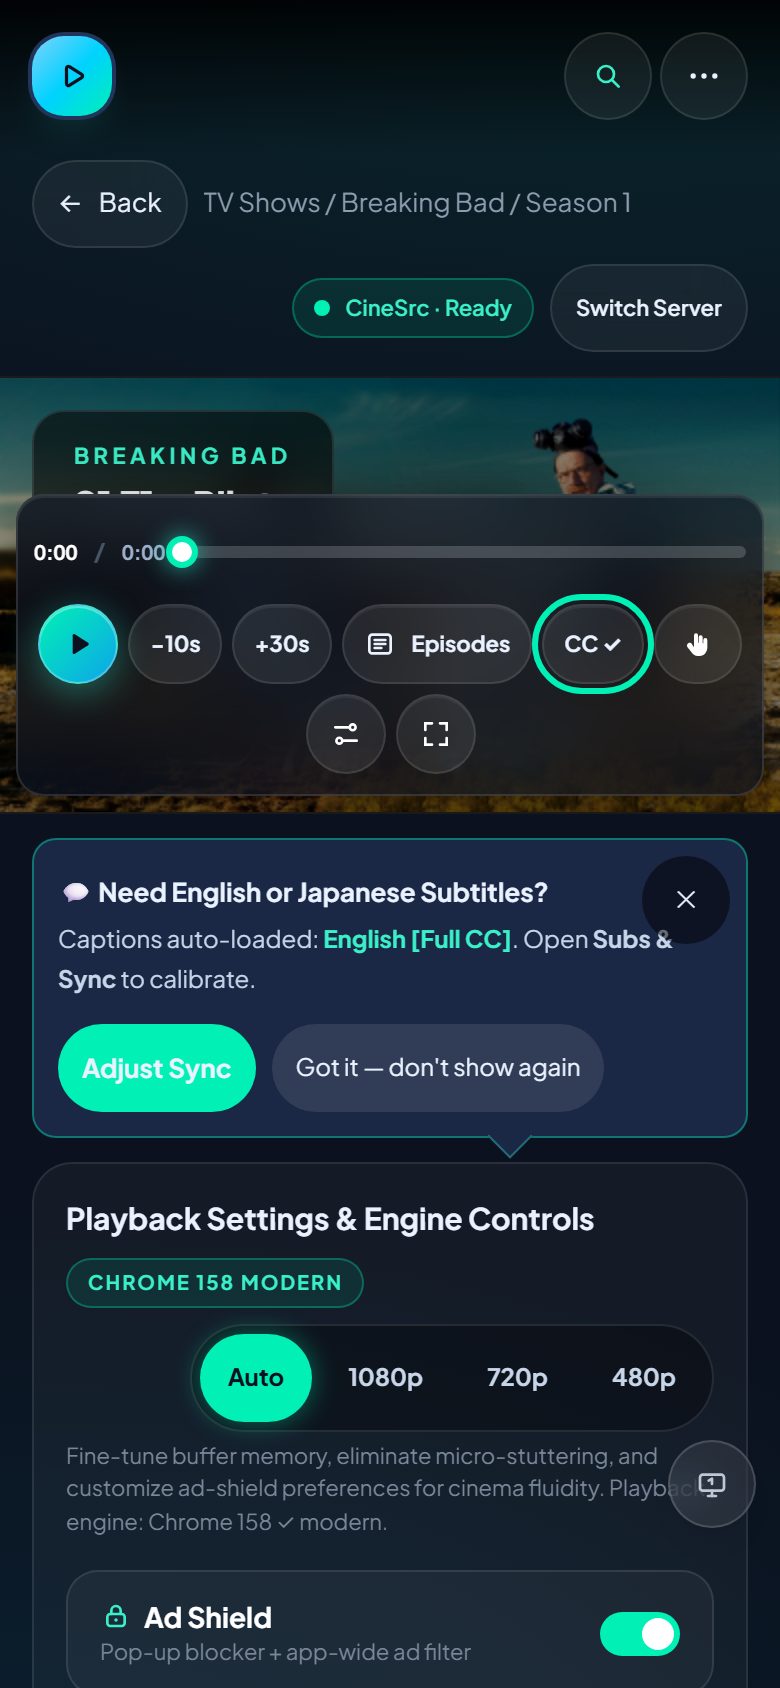 Back
TV Shows / Breaking Bad / Season 1
CineSrc · Ready
Switch Server
BREAKING BAD
0:00 / 0:00
-10s
+30s
Episodes
CC ✓
Need English or Japanese Subtitles?
Captions auto-loaded: English [Full CC]. Open Subs &
Sync to calibrate.
Adjust Sync
Got it — don't show again
Playback Settings & Engine Controls
CHROME 158 MODERN
Auto
1080p
720p
480p
Fine-tune buffer memory, eliminate micro-stuttering, and
customize ad-shield preferences for cinema fluidity. Playback
engine: Chrome 158 ✓ modern.
Ad Shield
Pop-up blocker + app-wide ad filter